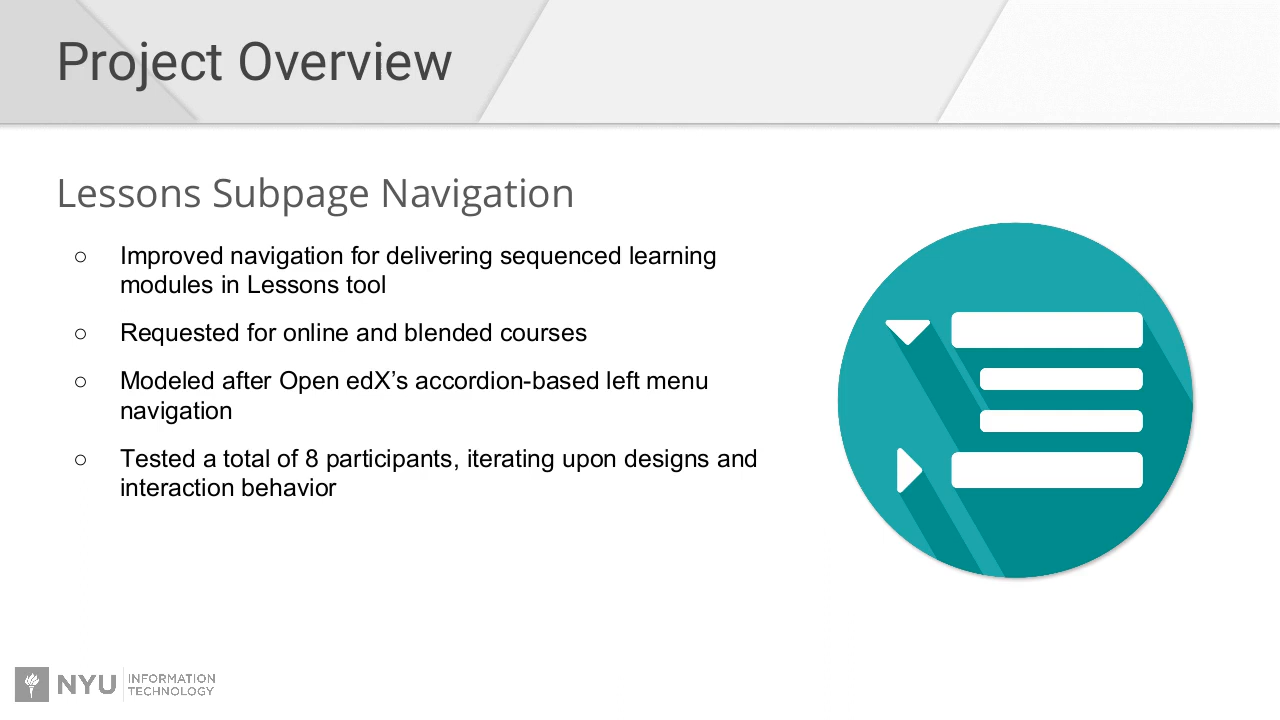 Project Overview
Lessons Subpage Navigation
○ Improved navigation for delivering sequenced learning
modules in Lessons tool
○ Requested for online and blended courses
○ Modeled after Open edX’s accordion-based left menu
navigation
○ Tested a total of 8 participants, iterating upon designs and
interaction behavior
NYU INFORMATION
TECHNOLOGY